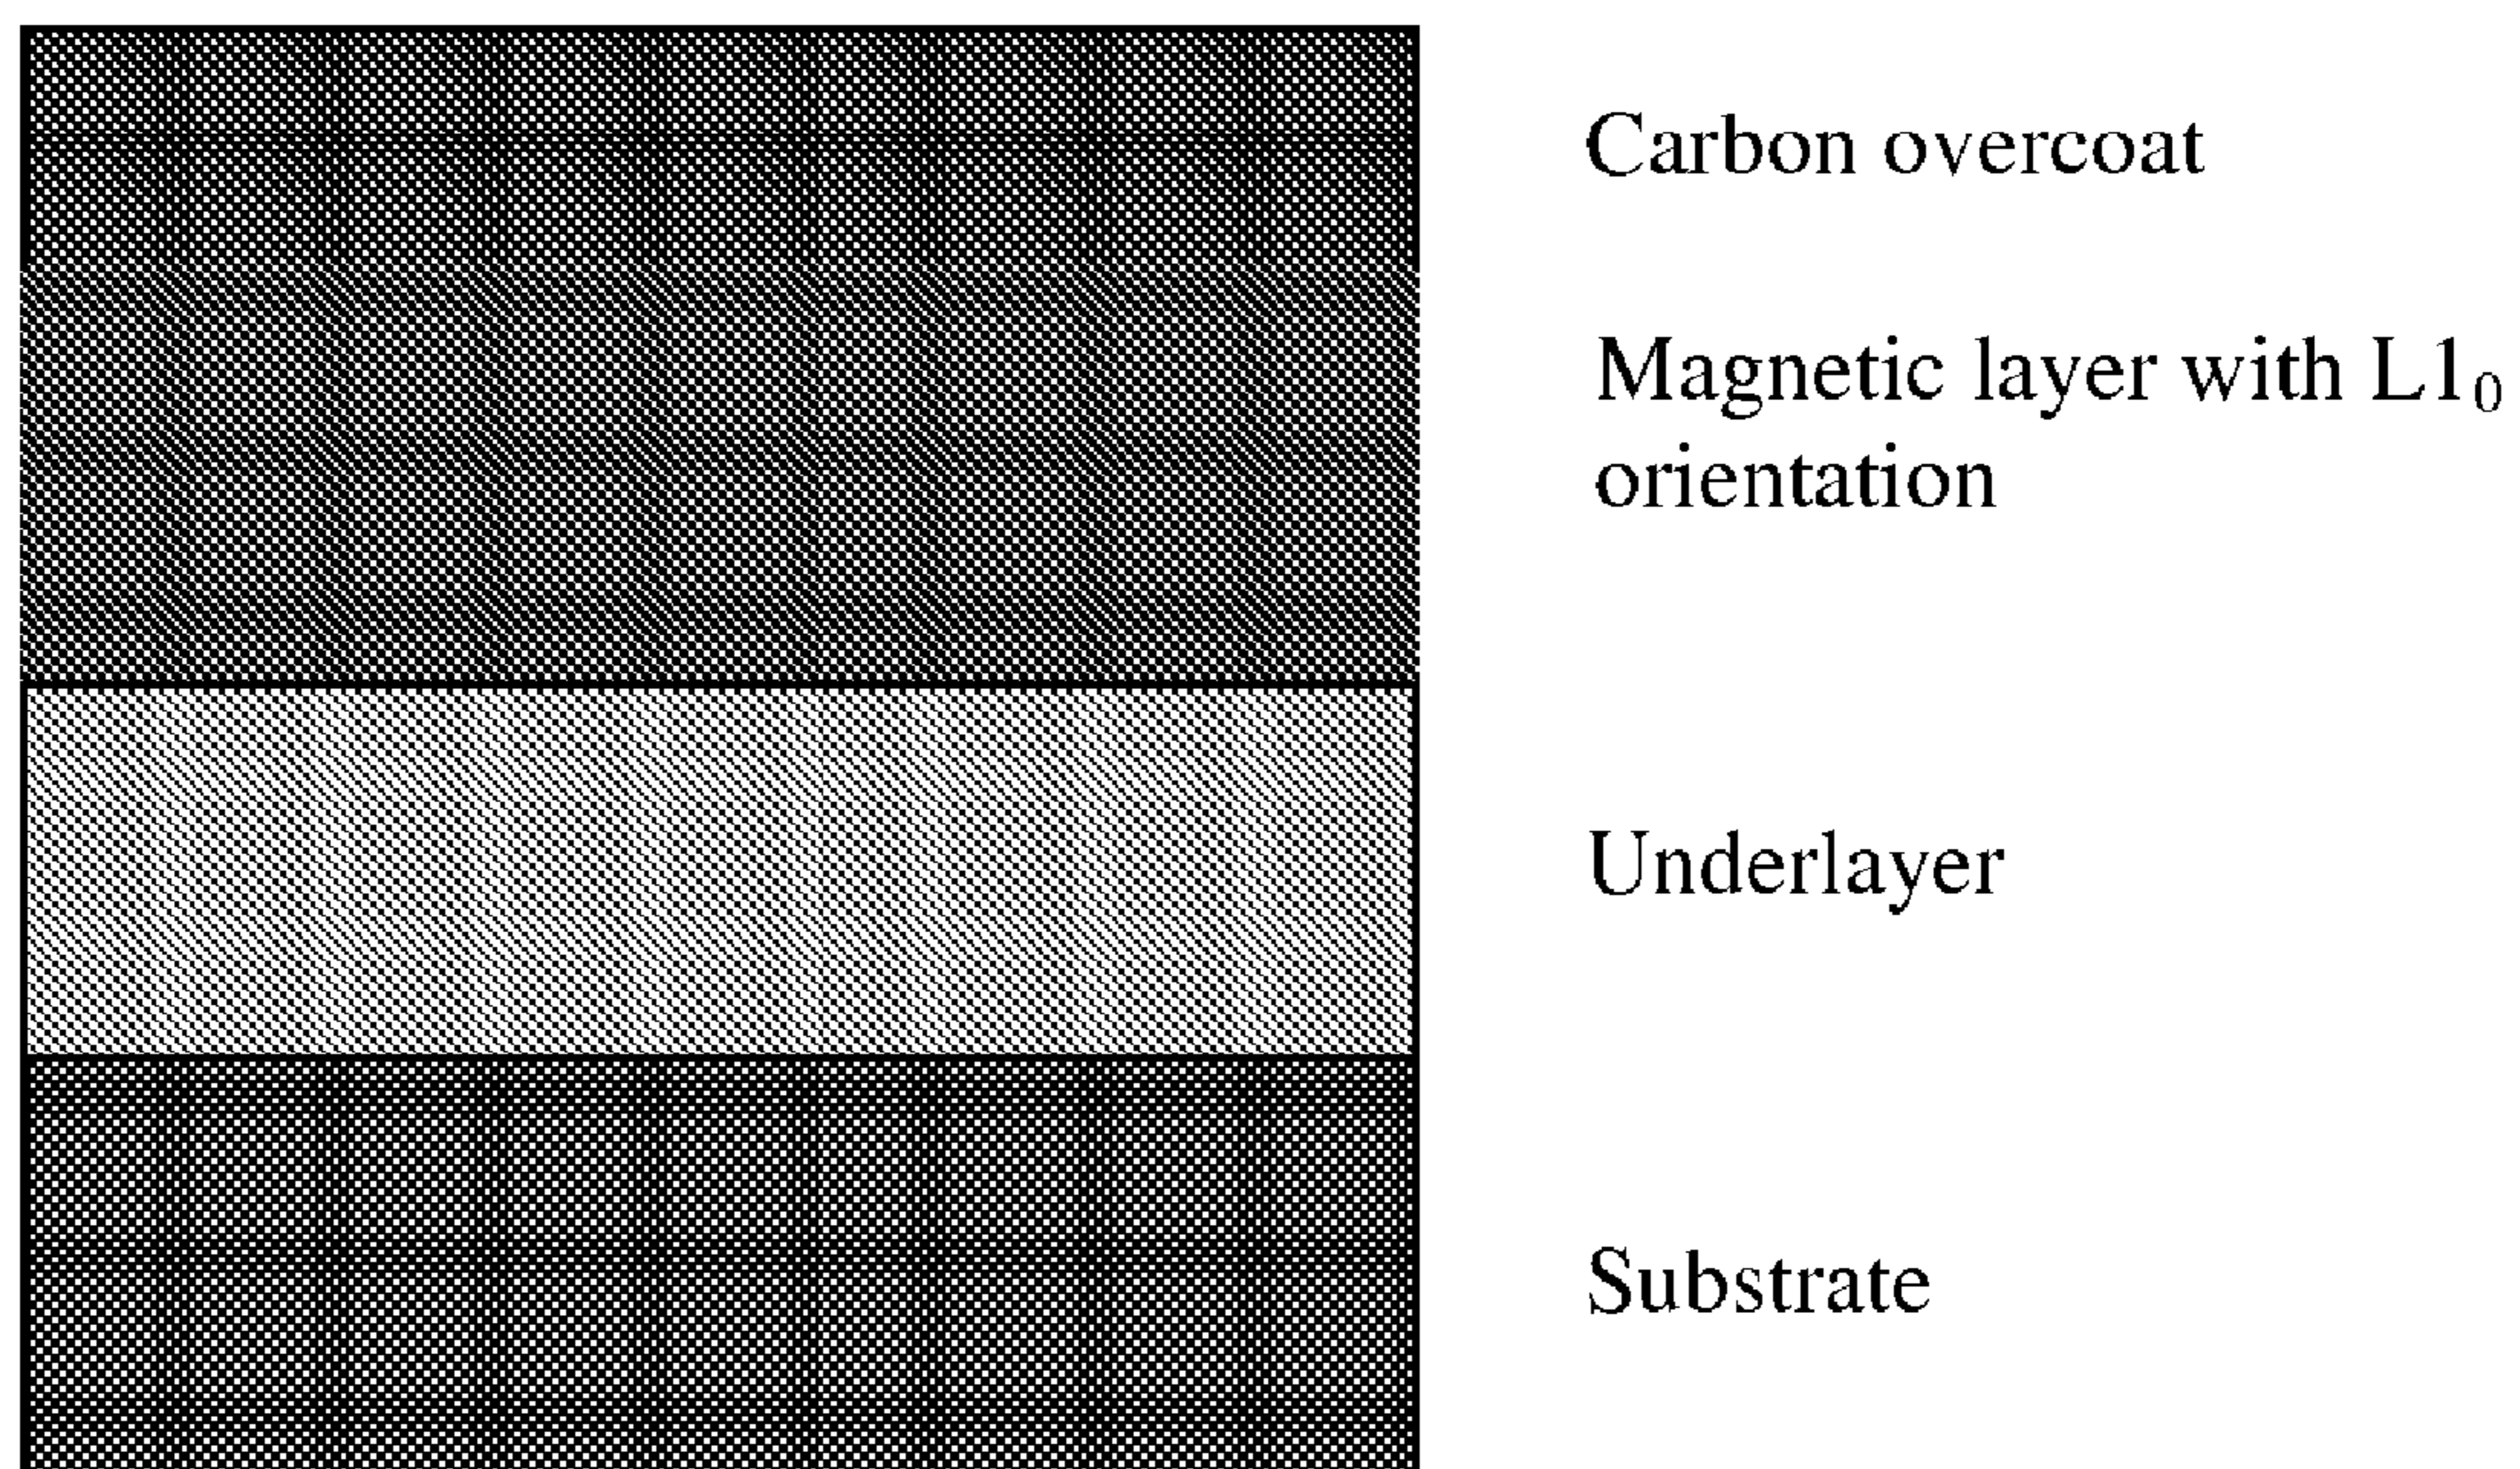 Carbon overcoat
Magnetic layer with L1₀
orientation
Underlayer
Substrate